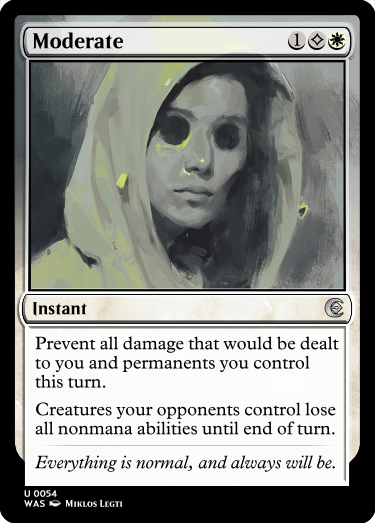 Moderate 1
Instant
Prevent all damage that would be dealt
to you and permanents you control
this turn.
Creatures your opponents control lose
all nonmana abilities until end of turn.
Everything is normal, and always will be.
U 0054
WAS Miklos Legti